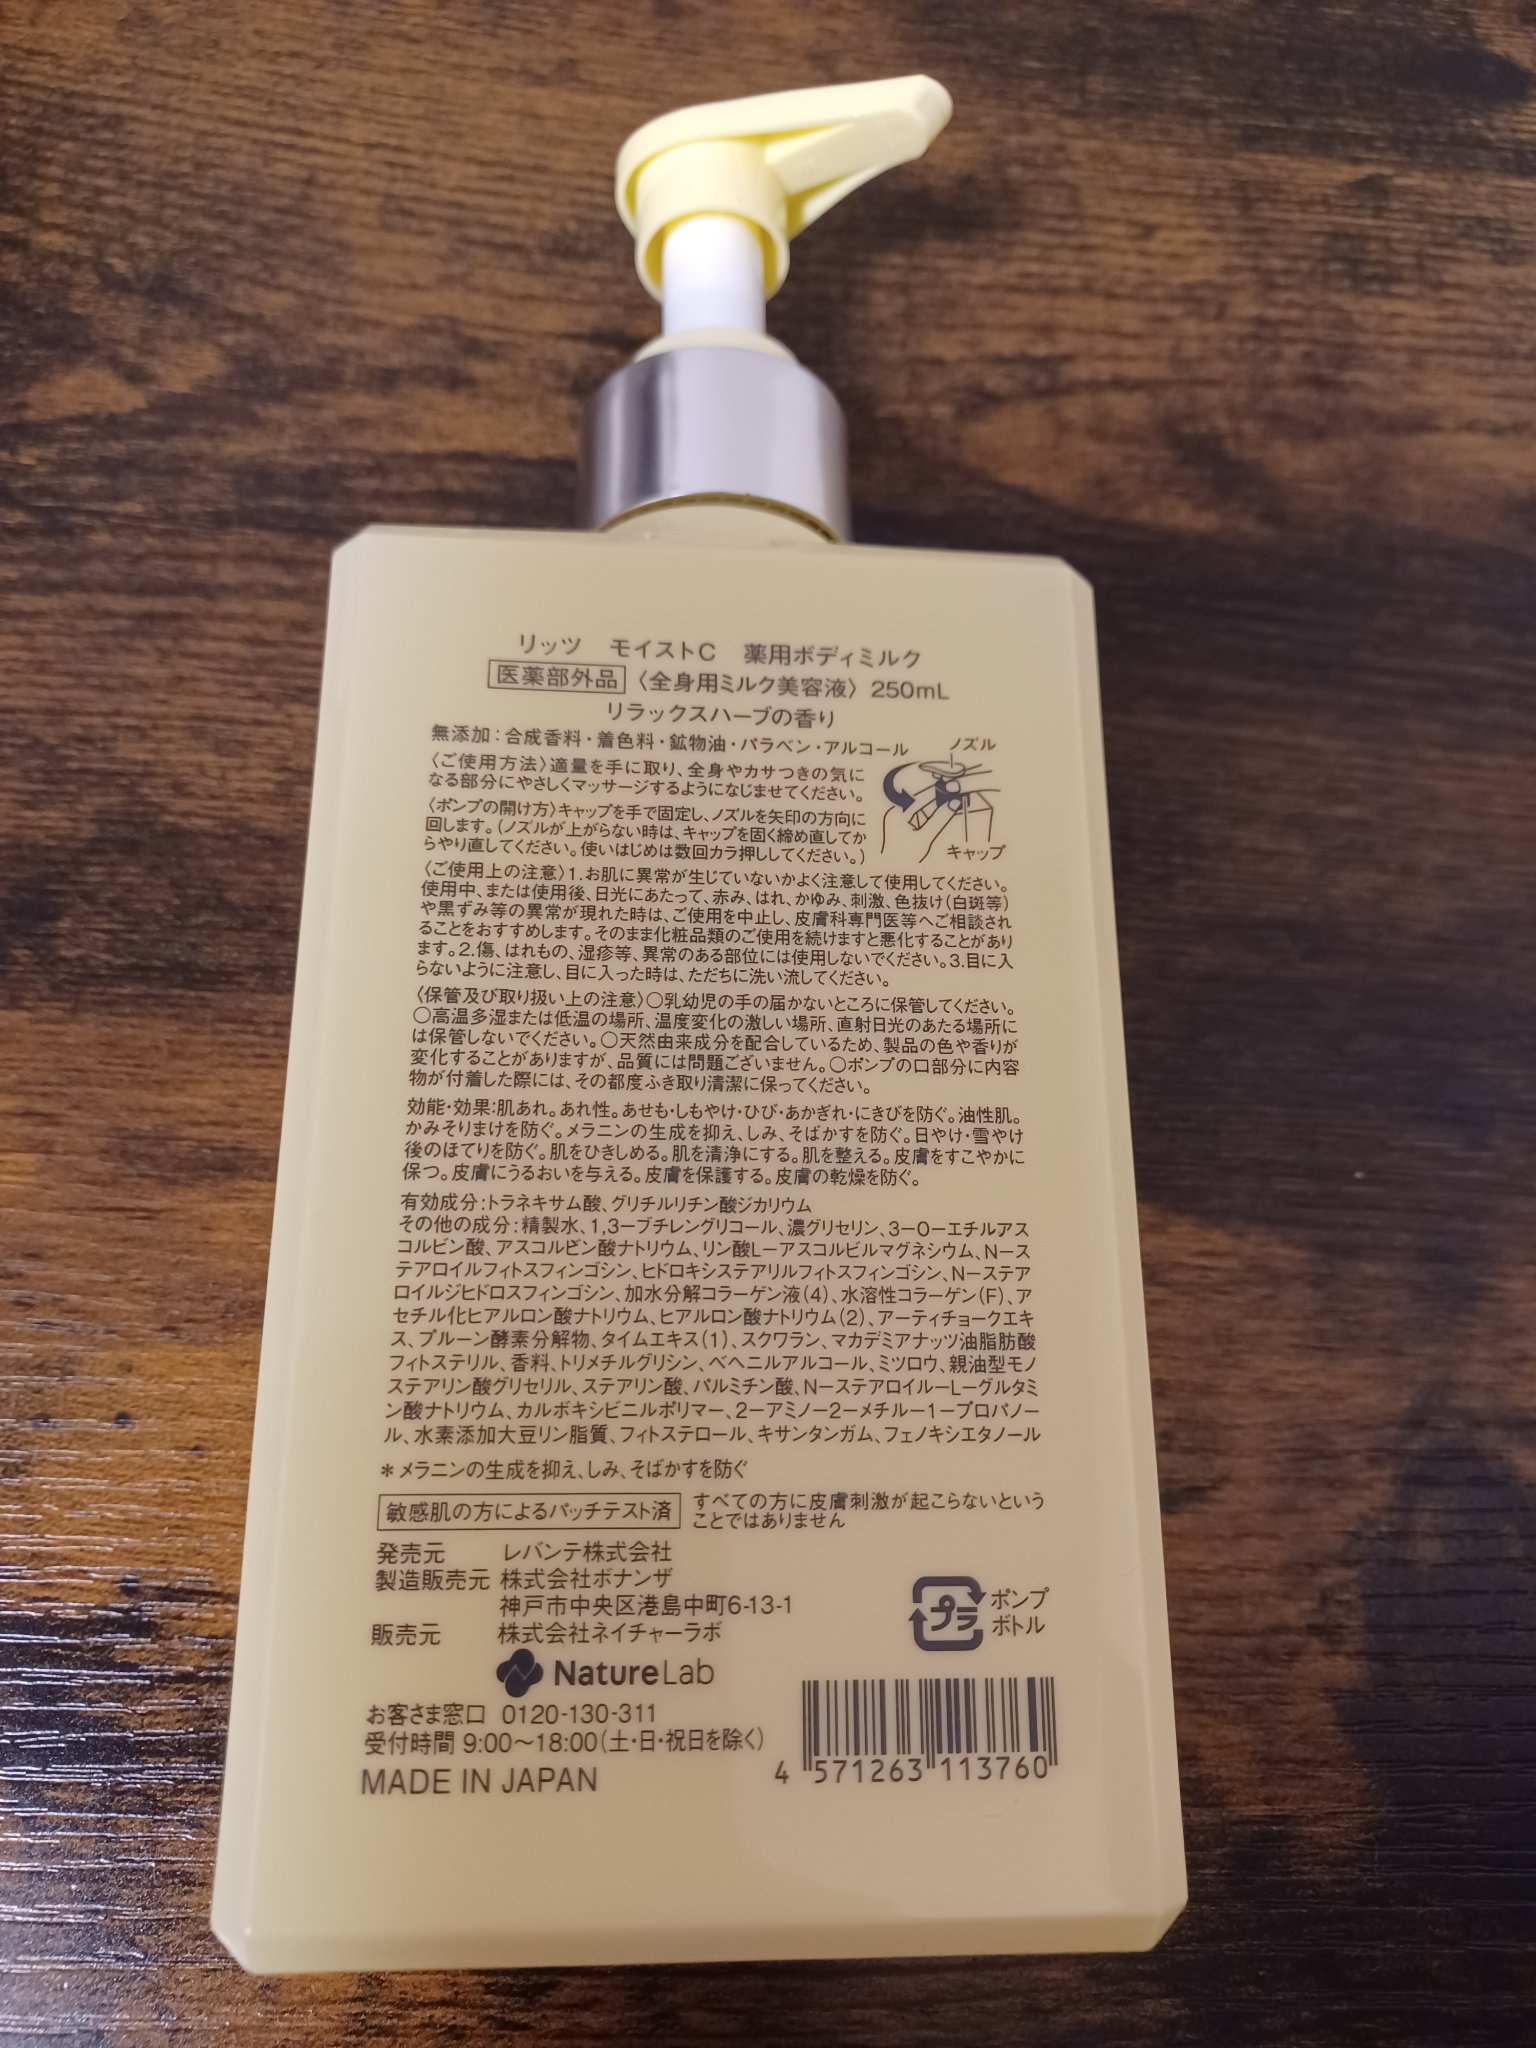 リッツ モイストC 薬用ボディミルク
医薬部外品 〈全身用ミルク美容液〉 250mL
リラックスハーブの香り
無添加：合成香料・着色料・鉱物油・パラベン・アルコール
〈ご使用方法〉適量を手に取り、全身やカサつきの気に
なる部分にやさしくマッサージするようになじませてください。
〈ポンプの開け方〉キャップを手で固定し、ノズルを矢印の方向に
回します。（ノズルが上がらない時は、キャップを固く締め直してか
らやり直してください。使いはじめは数回カラ押ししてください。）
ノズル
キャップ
〈ご使用上の注意〉1.お肌に異常が生じていないかよく注意して使用してください。
使用中、または使用後、日光にあたって、赤み、はれ、かゆみ、刺激、色抜け（白斑等）
や黒ずみ等の異常が現れた時は、ご使用を中止し、皮膚科専門医等へご相談され
ることをおすすめします。そのまま化粧品類のご使用を続けますと悪化することがあり
ます。2.傷、はれもの、湿疹等、異常のある部位には使用しないでください。3.目に入
らないように注意し、目に入った時は、ただちに洗い流してください。
〈保管及び取り扱い上の注意〉○乳幼児の手の届かないところに保管してください。
○高温多湿または低温の場所、温度変化の激しい場所、直射日光のあたる場所に
は保管しないでください。○天然由来成分を配合しているため、製品の色や香りが
変化することがありますが、品質には問題ございません。○ポンプの口部分に内容
物が付着した際には、その都度ふき取り清潔に保ってください。
効能・効果：肌あれ。あれ性。あせも・しもやけ・ひび・あかぎれ・にきびを防ぐ。油性肌。
かみそりまけを防ぐ。メラニンの生成を抑え、しみ、そばかすを防ぐ。日やけ・雪やけ
後のほてりを防ぐ。肌をひきしめる。肌を清浄にする。肌を整える。皮膚をすこやかに
保つ。皮膚にうるおいを与える。皮膚を保護する。皮膚の乾燥を防ぐ。
有効成分：トラネキサム酸、グリチルリチン酸ジカリウム
その他の成分：精製水、1,3−ブチレングリコール、濃グリセリン、3−O−エチルアス
コルビン酸、アスコルビン酸ナトリウム、リン酸L−アスコルビルマグネシウム、N−ス
テアロイルフィトスフィンゴシン、ヒドロキシステアリルフィトスフィンゴシン、N−ステア
ロイルジヒドロスフィンゴシン、加水分解コラーゲン液（4）、水溶性コラーゲン（F）、ア
セチル化ヒアルロン酸ナトリウム、ヒアルロン酸ナトリウム（2）、アーティチョークエキ
ス、プルーン酵素分解物、タイムエキス（1）、スクワラン、マカデミアナッツ油脂肪酸
フィトステリル、香料、トリメチルグリシン、ベヘニルアルコール、ミツロウ、親油型モノ
ステアリン酸グリセリル、ステアリン酸、パルミチン酸、N−ステアロイル−L−グルタミ
ン酸ナトリウム、カルボキシビニルポリマー、2−アミノ−2−メチル−1−プロパノー
ル、水素添加大豆リン脂質、フィトステロール、キサンタンガム、フェノキシエタノール
＊メラニンの生成を抑え、しみ、そばかすを防ぐ
敏感肌の方によるパッチテスト済 すべての方に皮膚刺激が起こらないという
ことではありません
発売元 レバンテ株式会社
製造販売元 株式会社ボナンザ
神戸市中央区港島中町6-13-1
販売元 株式会社ネイチャーラボ
NatureLab
プラ ポンプ
ボトル
お客さま窓口 0120-130-311
受付時間 9:00〜18:00（土・日・祝日を除く）
MADE IN JAPAN
4 571263 113760